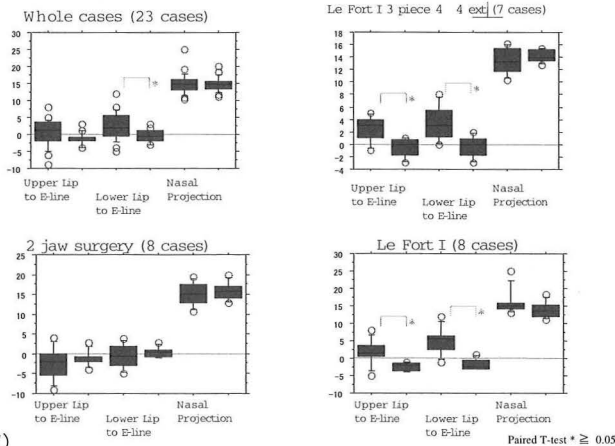 Whole cases (23 cases)
30
25
20
15
10
5
0
-5
-10
*
Upper Lip
to E-line
Lower Lip
to E-line
Nasal
Projection
Le Fort I 3 piece 4 4 ext (7 cases)
18
16
14
12
10
8
6
4
2
0
-2
-4
*
*
Upper Lip
to E-line
Lower Lip
to E-line
Nasal
Projection
2 jaw surgery (8 cases)
25
20
15
10
5
0
-5
-10
Upper Lip
to E-line
Lower Lip
to E-line
Nasal
Projection
Le Fort I (8 cases)
30
25
20
15
10
5
0
-5
-10
*
*
Upper Lip
to E-line
Lower Lip
to E-line
Nasal
Projection
)
Paired T-test * ≧ 0.05